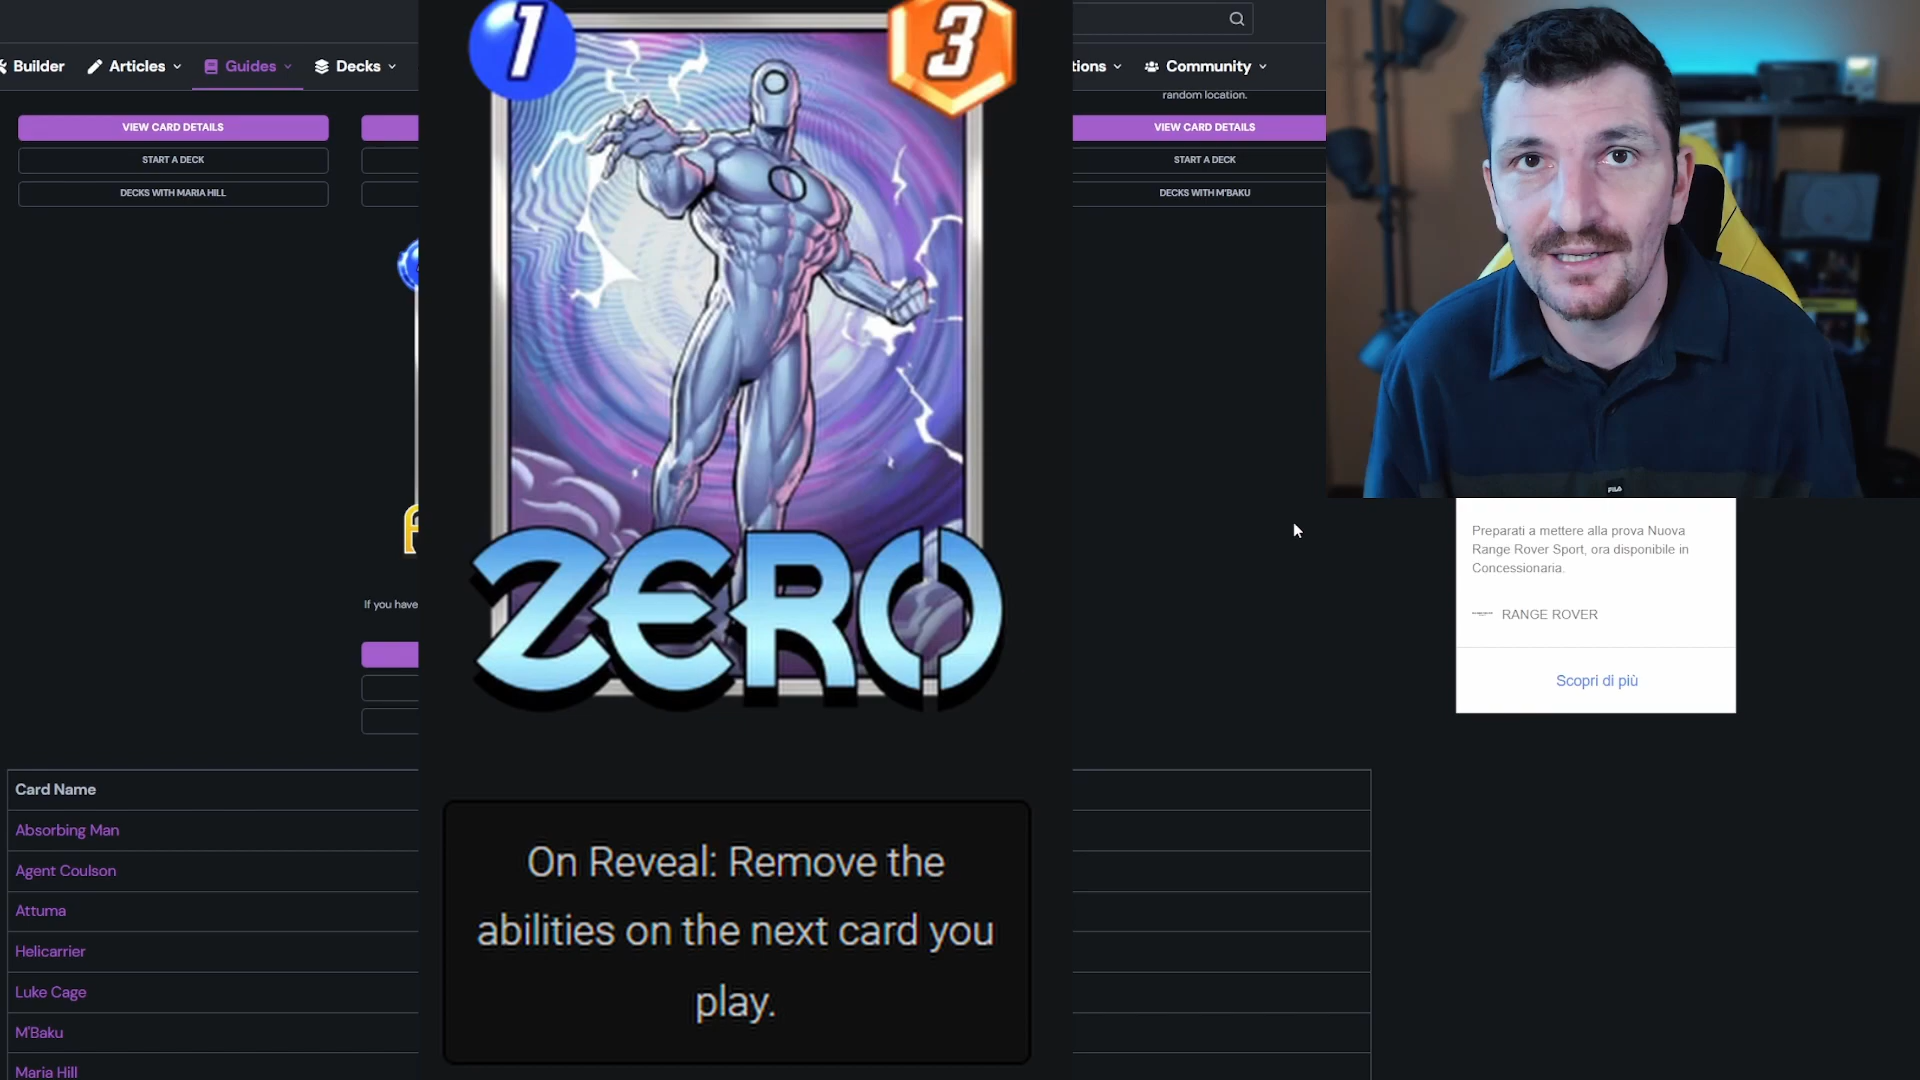 1
3
Builder
Articles
Guides
Decks
Community
random location.
VIEW CARD DETAILS
VIEW CARD DETAILS
START A DECK
START A DECK
DECKS WITH MARIA HILL
DECKS WITH M'BAKU
FILA
Preparati a mettere alla prova Nuova
Range Rover Sport, ora disponibile in
Concessionaria.
RANGE ROVER
Scopri di più
ZERO
If you have
Card Name
Absorbing Man
Agent Coulson
Attuma
Helicarrier
Luke Cage
M'Baku
Maria Hill
On Reveal: Remove the
abilities on the next card you
play.